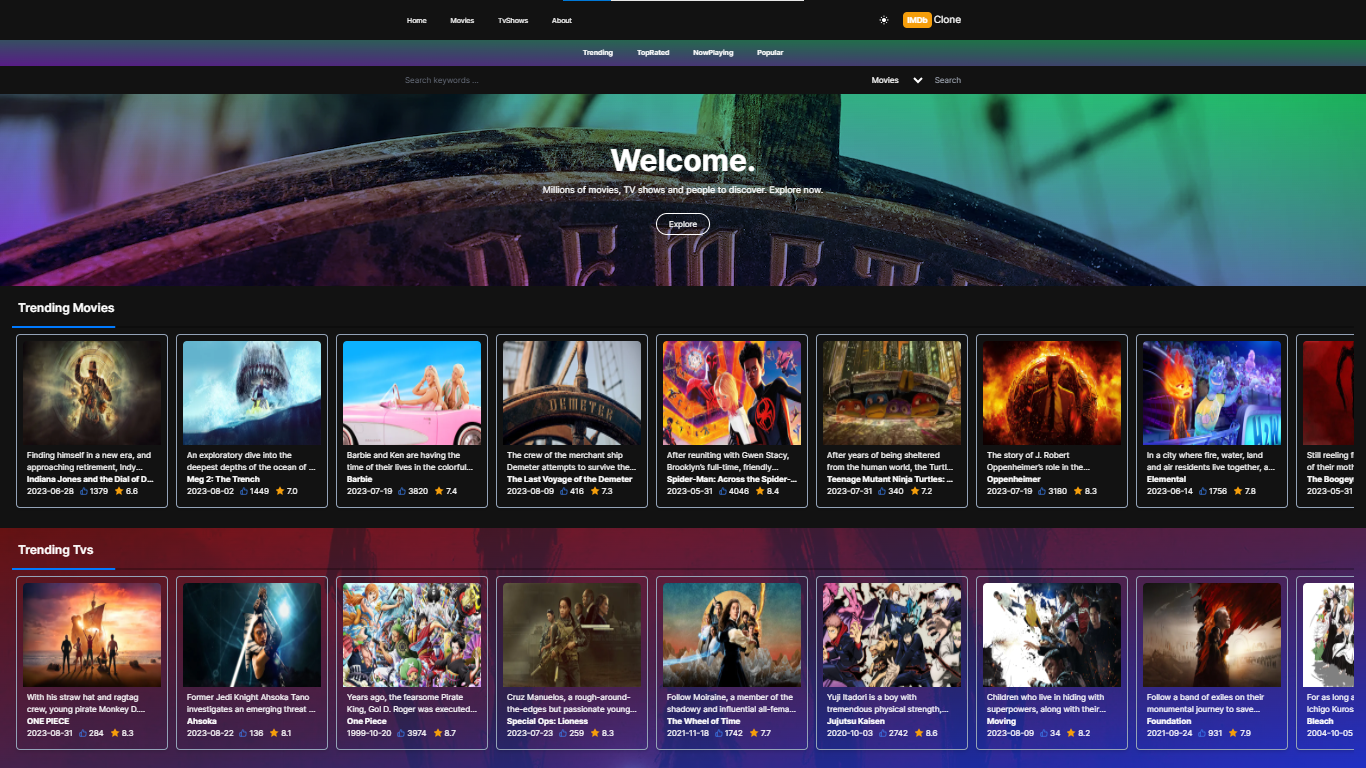 Home Movies TvShows About IMDb Clone
Trending TopRated NowPlaying Popular
Search keywords ... Movies Search
Welcome.
Millions of movies, TV shows and people to discover. Explore now.
Explore
DEMETE
Trending Movies
DEMETER
Finding himself in a new era, and
approaching retirement, Indy...
Indiana Jones and the Dial of D...
2023-06-28 1379 6.6
An exploratory dive into the
deepest depths of the ocean of ...
Meg 2: The Trench
2023-08-02 1449 7.0
Barbie and Ken are having the
time of their lives in the colorful...
Barbie
2023-07-19 3820 7.4
The crew of the merchant ship
Demeter attempts to survive the...
The Last Voyage of the Demeter
2023-08-09 416 7.3
After reuniting with Gwen Stacy,
Brooklyn's full-time, friendly...
Spider-Man: Across the Spider-...
2023-05-31 4046 8.4
After years of being sheltered
from the human world, the Turtl...
Teenage Mutant Ninja Turtles: ...
2023-07-31 340 7.2
The story of J. Robert
Oppenheimer's role in the...
Oppenheimer
2023-07-19 3180 8.3
In a city where fire, water, land
and air residents live together, a...
Elemental
2023-06-14 1756 7.8
Still reeling f
of their moth
The Boogey
2023-05-31
Trending Tvs
With his straw hat and ragtag
crew, young pirate Monkey D....
ONE PIECE
2023-08-31 284 8.3
Former Jedi Knight Ahsoka Tano
investigates an emerging threat ...
Ahsoka
2023-08-22 136 8.1
Years ago, the fearsome Pirate
King, Gol D. Roger was executed...
One Piece
1999-10-20 3974 8.7
Cruz Manuelos, a rough-around-
the-edges but passionate young...
Special Ops: Lioness
2023-07-23 259 8.3
Follow Moiraine, a member of the
shadowy and influential all-fema...
The Wheel of Time
2021-11-18 1742 7.7
Yuji Itadori is a boy with
tremendous physical strength,...
Jujutsu Kaisen
2020-10-03 2742 8.6
Children who live in hiding with
superpowers, along with their...
Moving
2023-08-09 34 8.2
Follow a band of exiles on their
monumental journey to save...
Foundation
2021-09-24 931 7.9
For as long a
Ichigo Kuros
Bleach
2004-10-05